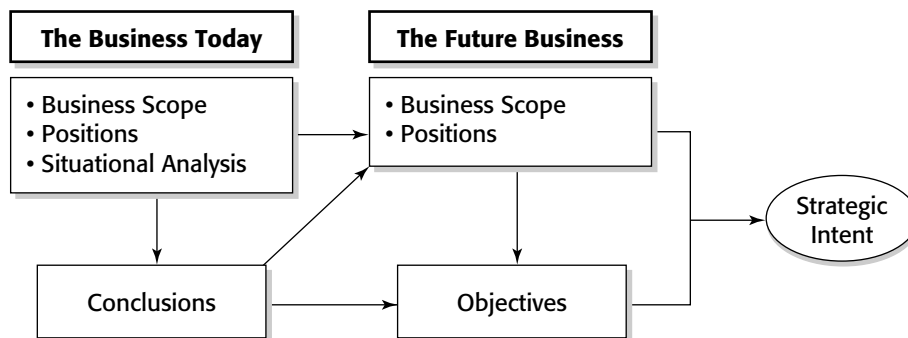 The Business Today
The Future Business
• Business Scope
• Positions
• Situational Analysis
• Business Scope
• Positions
Strategic
Intent
Conclusions
Objectives